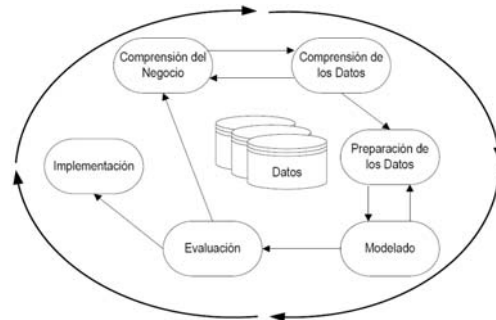 Comprensión del
Negocio
Comprensión de
los Datos
Preparación de
los Datos
Implementación
Datos
Evaluación
Modelado